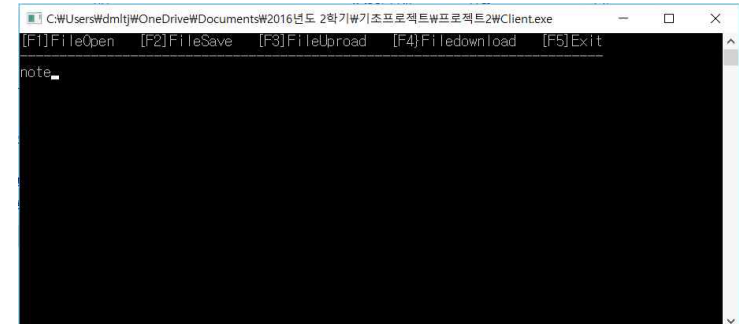 C:₩Users₩dmltj₩OneDrive₩Documents₩2016년도 2학기₩기초프로젝트₩프로젝트2₩Client.exe
[F1]FileOpen [F2]FileSave [F3]FileUproad [F4}Filedownload [F5]Exit
note